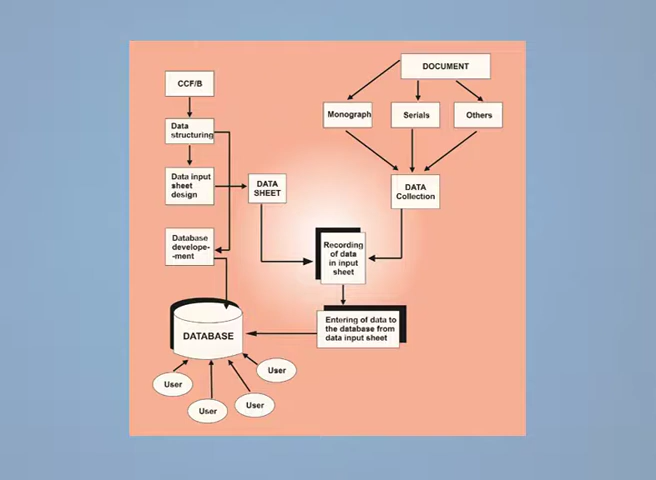 CCF/B
Data
structuring
Data input
sheet
design
Database
develope-
-ment
DATA
SHEET
DOCUMENT
Monograph
Serials
Others
DATA
Collection
Recording
of data
in input
sheet
Entering of data to
the database from
data input sheet
DATABASE
User
User
User
User